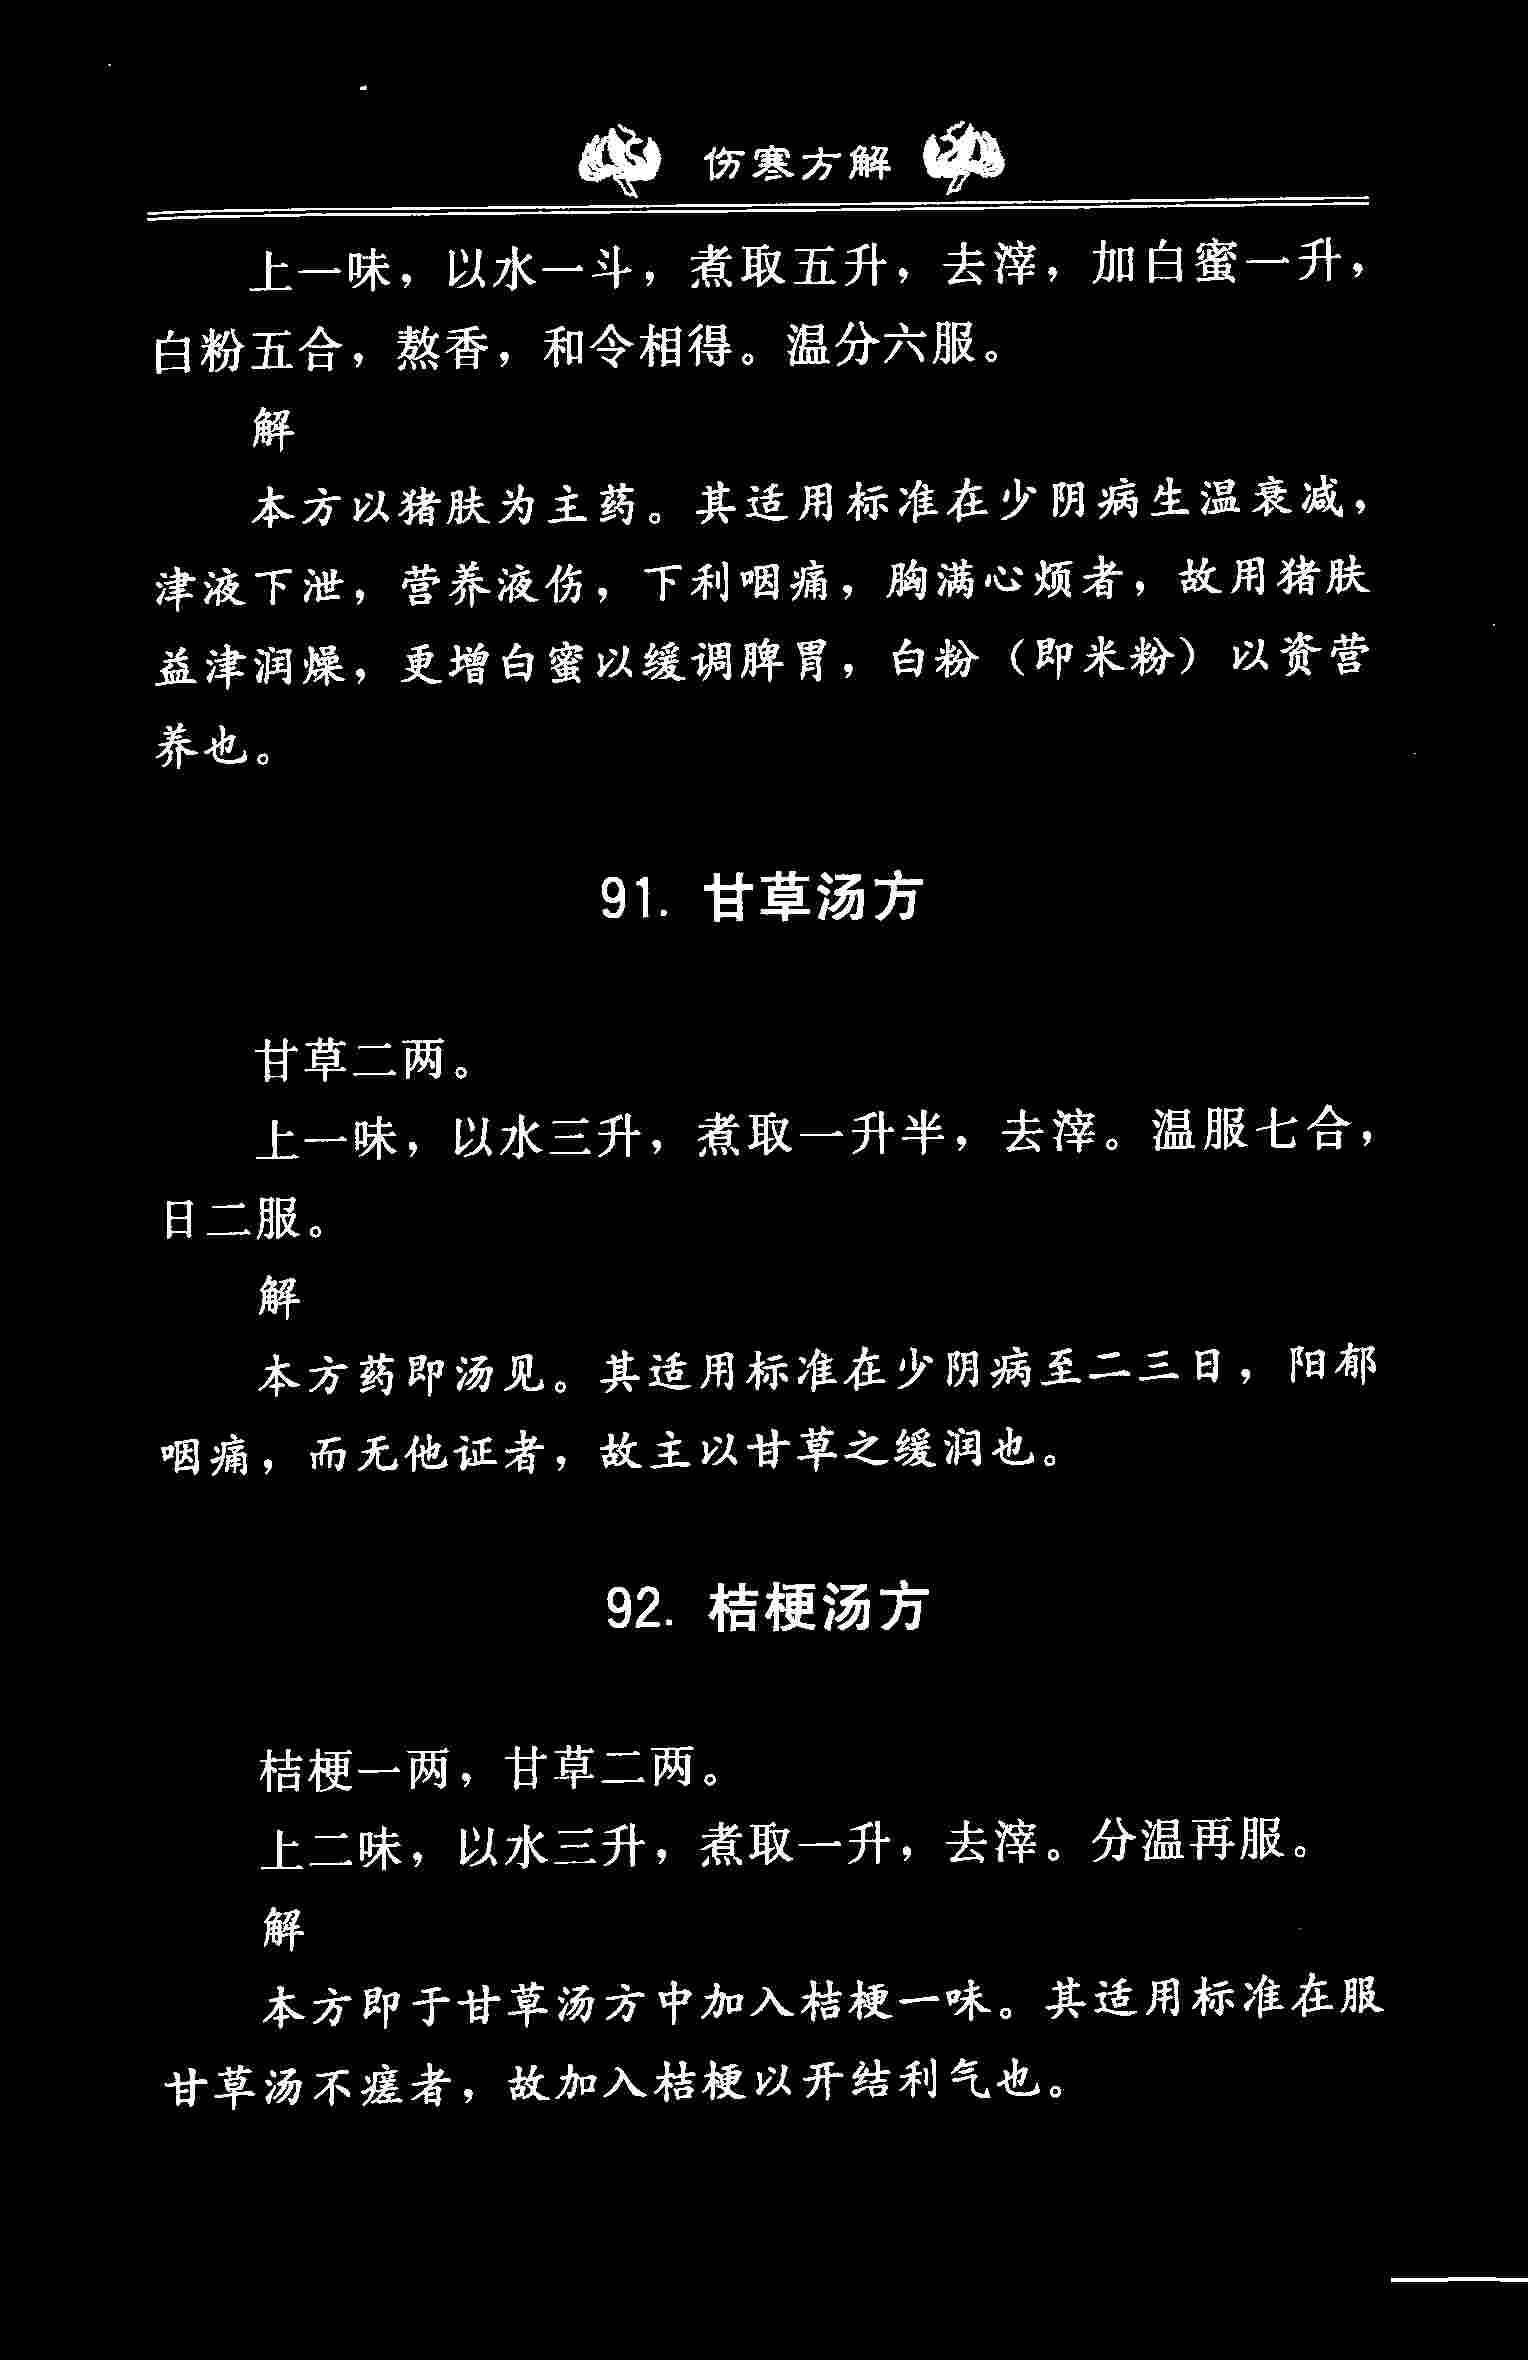 伤寒方解
上一味，以水一斗，煮取五升，去滓，加白蜜一升，
白粉五合，熬香，和令相得。温分六服。
解
本方以猪肤为主药。其适用标准在少阴病生温衰减，
津液下泄，营养液伤，下利咽痛，胸满心烦者，故用猪肤
益津润燥，更增白蜜以缓调脾胃，白粉（即米粉）以资营
养也。
91. 甘草汤方
甘草二两。
上一味，以水三升，煮取一升半，去滓。温服七合，
日二服。
解
本方药即汤见。其适用标准在少阴病至二三日，阳郁
咽痛，而无他证者，故主以甘草之缓润也。
92. 桔梗汤方
桔梗一两，甘草二两。
上二味，以水三升，煮取一升，去滓。分温再服。
解
本方即于甘草汤方中加入桔梗一味。其适用标准在服
甘草汤不瘥者，故加入桔梗以开结利气也。